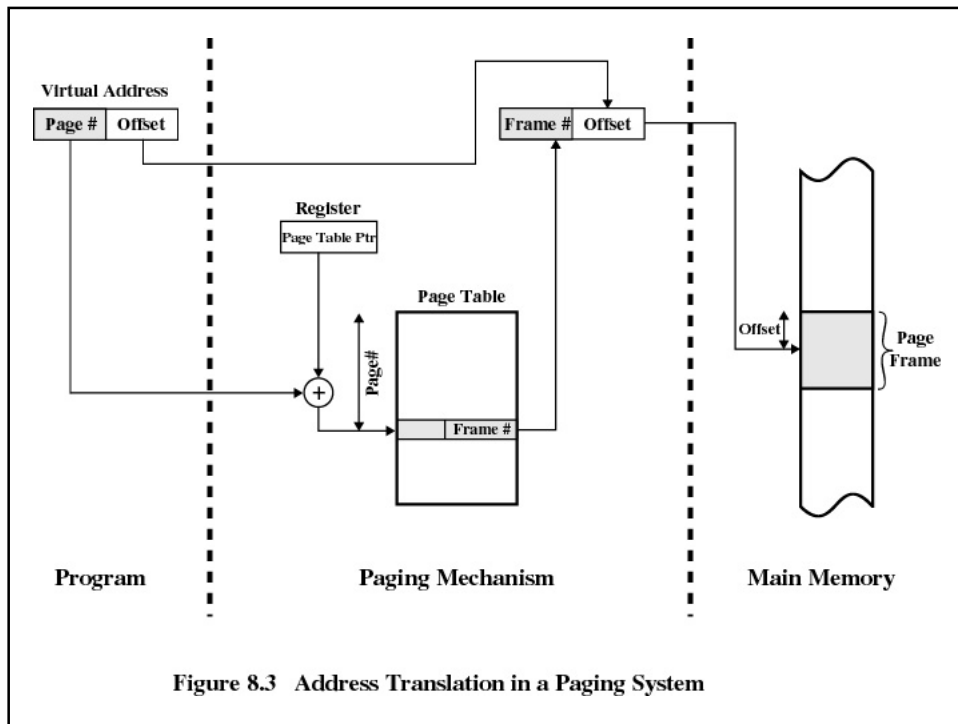 Virtual Address
Page # Offset
Frame # Offset
Register
Page Table Ptr
Page Table
Page#
Frame #
Offset
Page
Frame
Program
Paging Mechanism
Main Memory
Figure 8.3 Address Translation in a Paging System